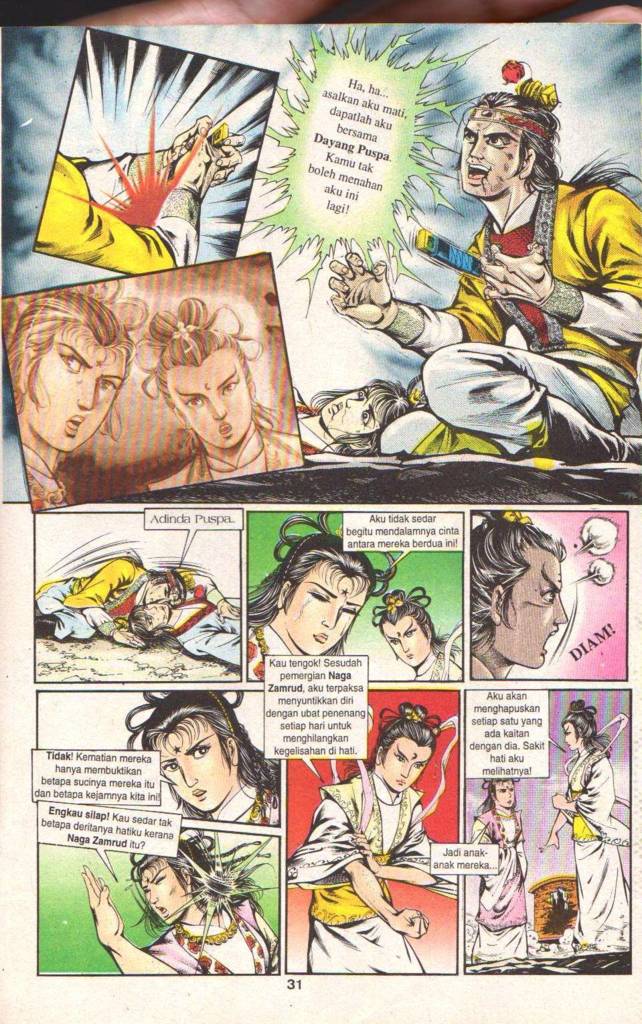 Ha, ha...
asalkan aku mati,
dapatlah aku
bersama
Dayang Puspa.
Kamu tak
boleh menahan
aku ini
lagi!
Adinda Puspa..
Aku tidak sedar
begitu mendalamnya cinta
antara mereka berdua ini!
DIAM!
Tidak! Kematian mereka
hanya membuktikan
betapa sucinya mereka itu
dan betapa kejamnya kita ini!
Kau tengok! Sesudah
pemergian Naga
Zamrud, aku terpaksa
menyuntikkan diri
dengan ubat penenang
setiap hari untuk
menghilangkan
kegelisahan di hati.
Aku akan
menghapuskan
setiap satu yang
ada kaitan
dengan dia. Sakit
hati aku
melihatnya!
Engkau silap! Kau sedar tak
betapa deritanya hatiku kerana
Naga Zamrud itu?
Jadi anak-
anak mereka...
31